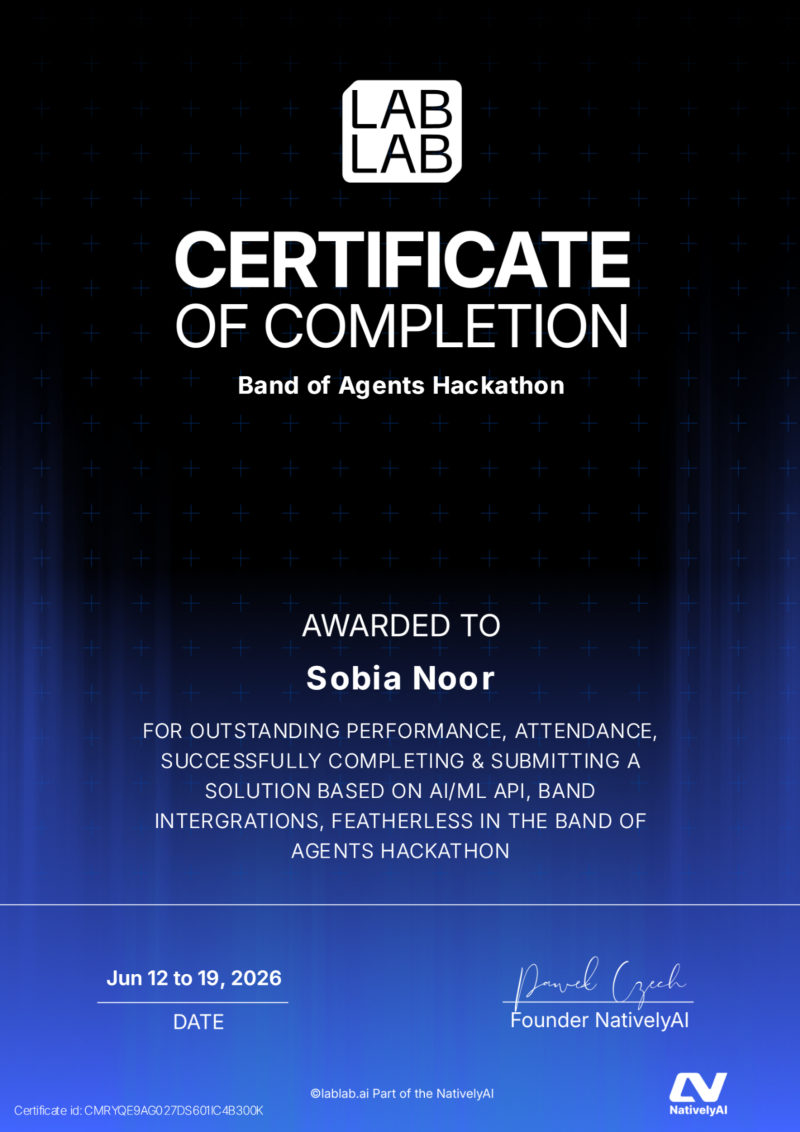 LAB
LAB
CERTIFICATE
OF COMPLETION
Band of Agents Hackathon
AWARDED TO
Sobia Noor
FOR OUTSTANDING PERFORMANCE, ATTENDANCE,
SUCCESSFULLY COMPLETING & SUBMITTING A
SOLUTION BASED ON AI/ML API, BAND
INTERGRATIONS, FEATHERLESS IN THE BAND OF
AGENTS HACKATHON
Jun 12 to 19, 2026
DATE
Pawel Czech
Founder NativelyAI
©lablab.ai Part of the NativelyAI
NativelyAI
Certificate id: CMRYQE9AG027DS601IC4B300K